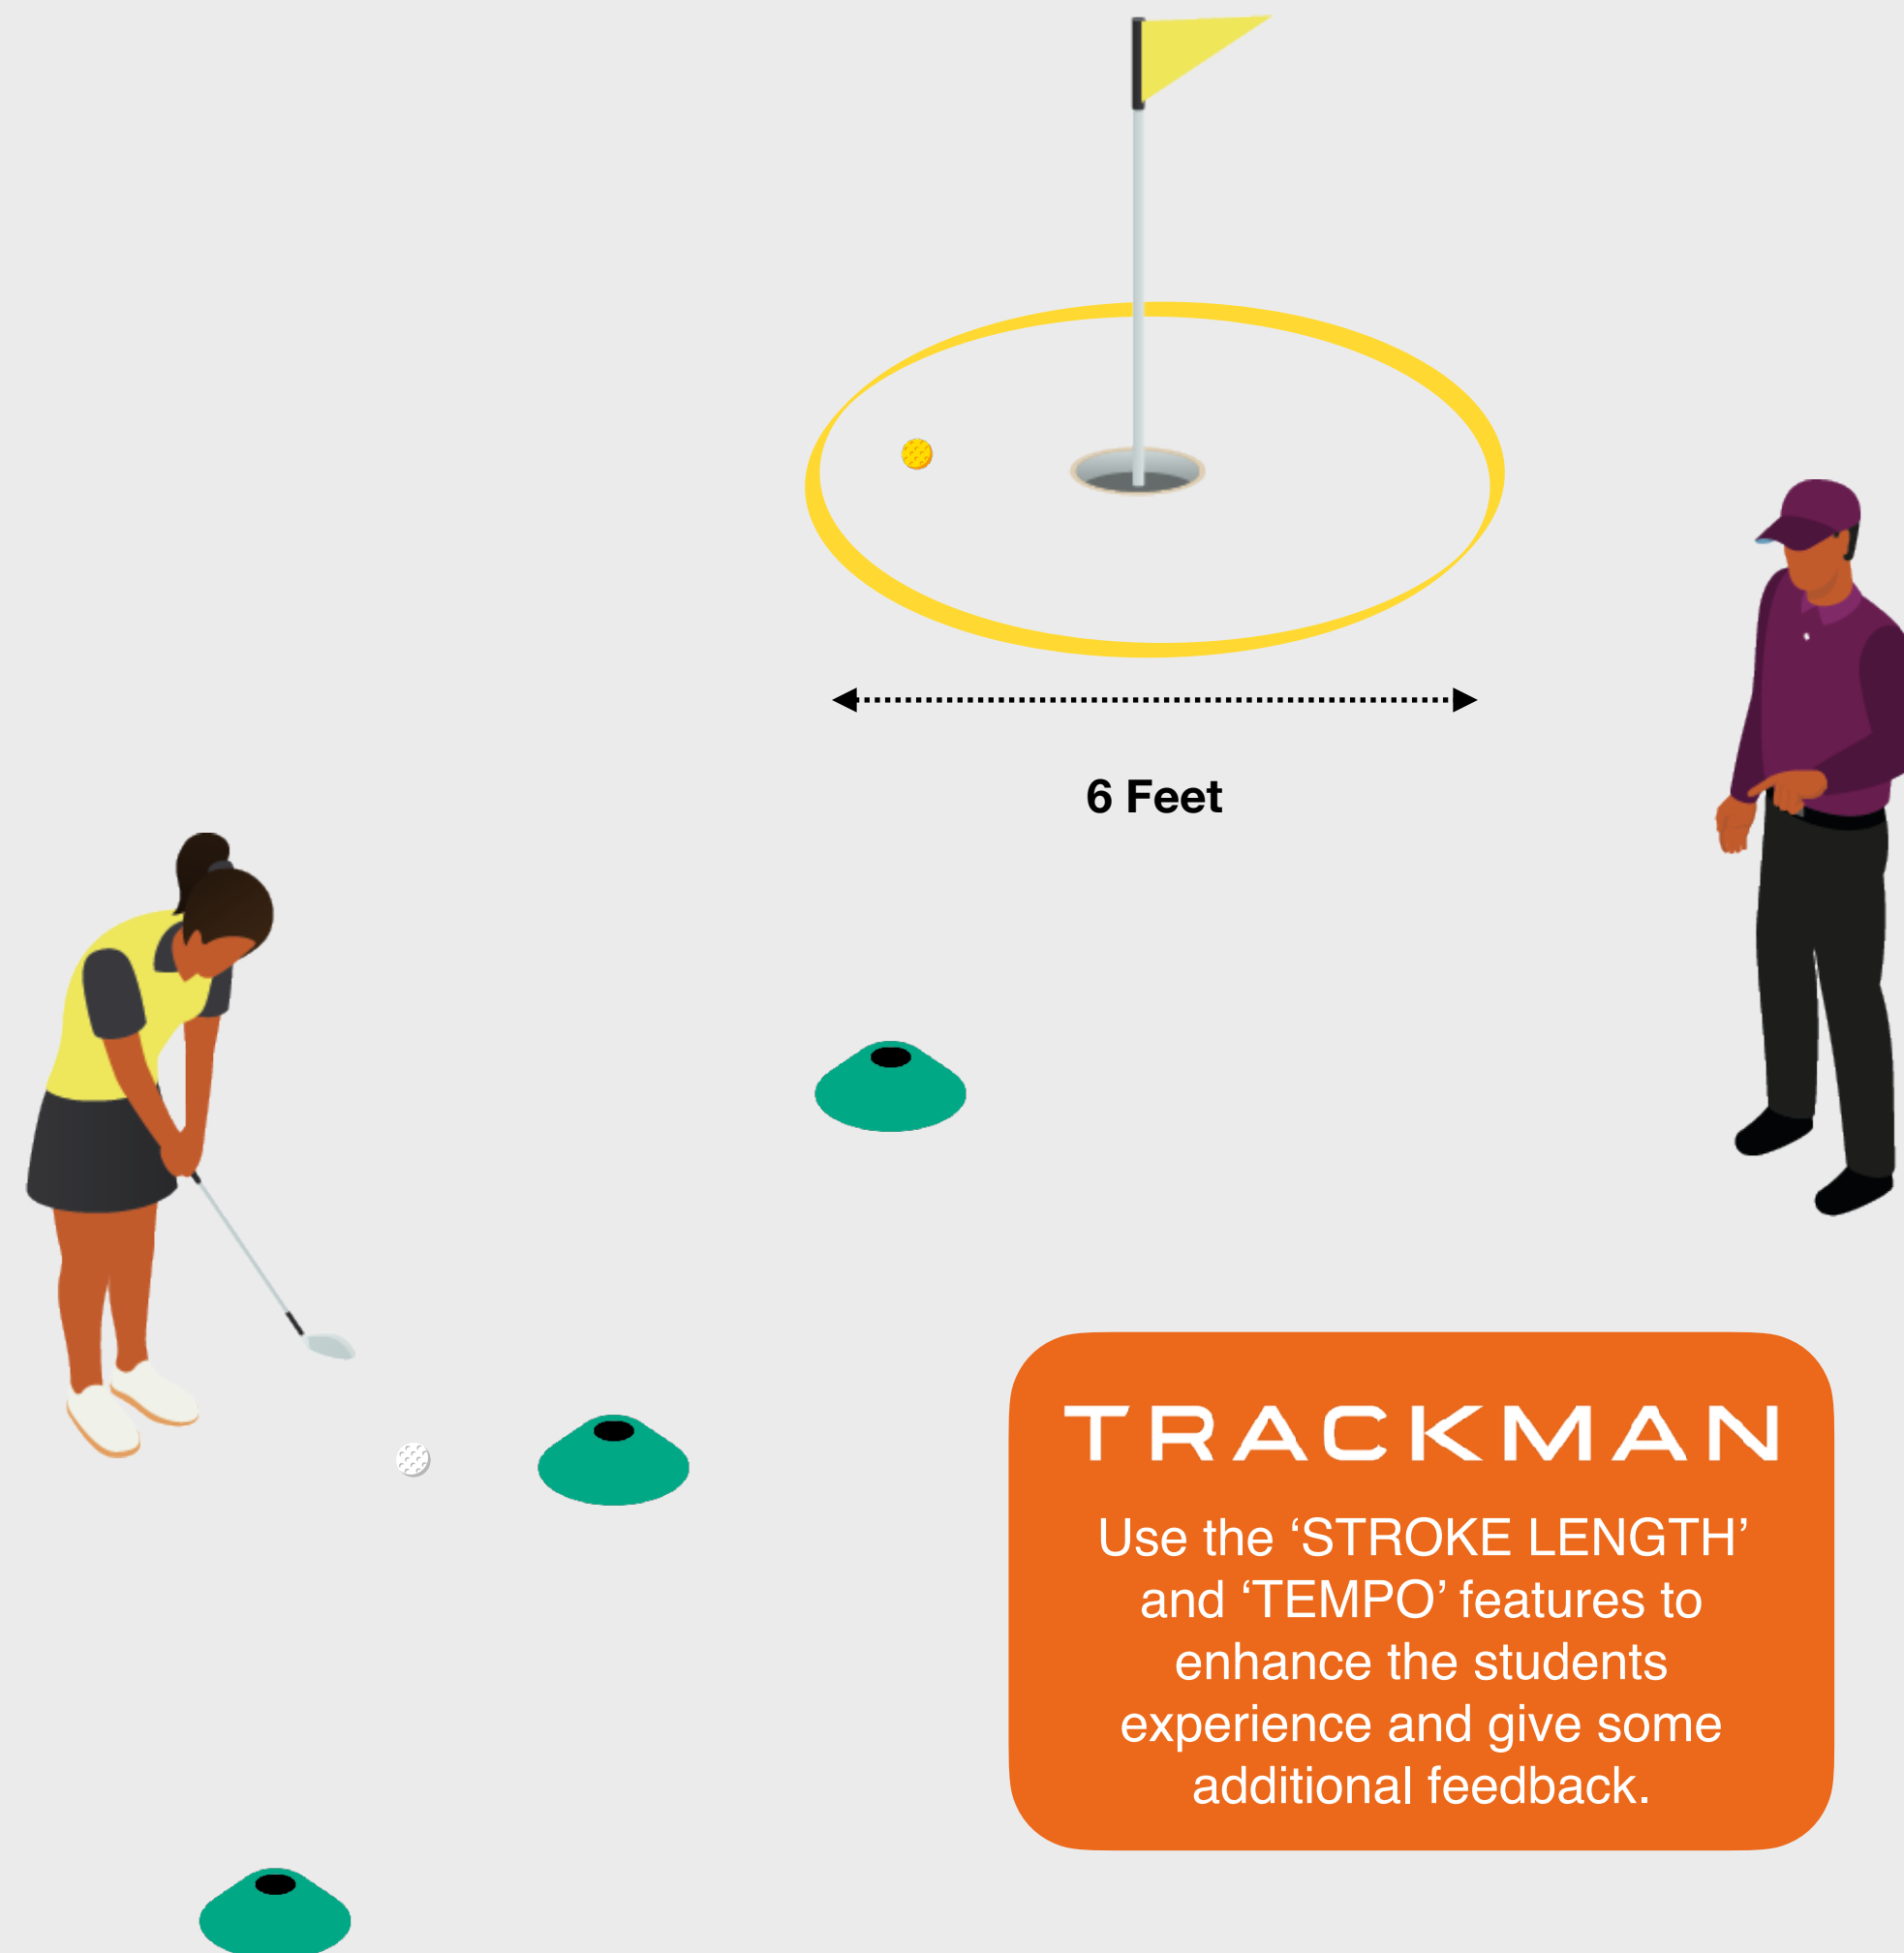 6 Feet
TRACKMAN
Use the ‘STROKE LENGTH’
and ‘TEMPO’ features to
enhance the students
experience and give some
additional feedback.